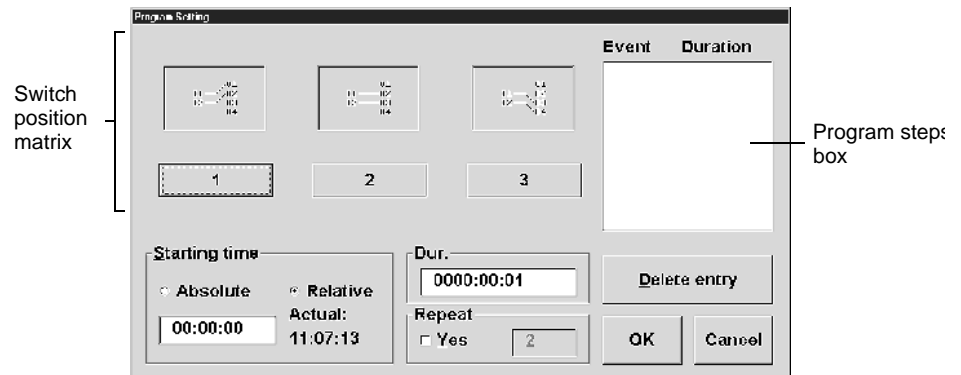 Program Setting
Event Duration
Switch
position
matrix
Program steps
box
1 2 3
Starting time
Absolute Relative
00:00:00
Actual:
11:07:13
Dur.
0000:00:01
Repeat
Yes 2
Delete entry
OK Cancel